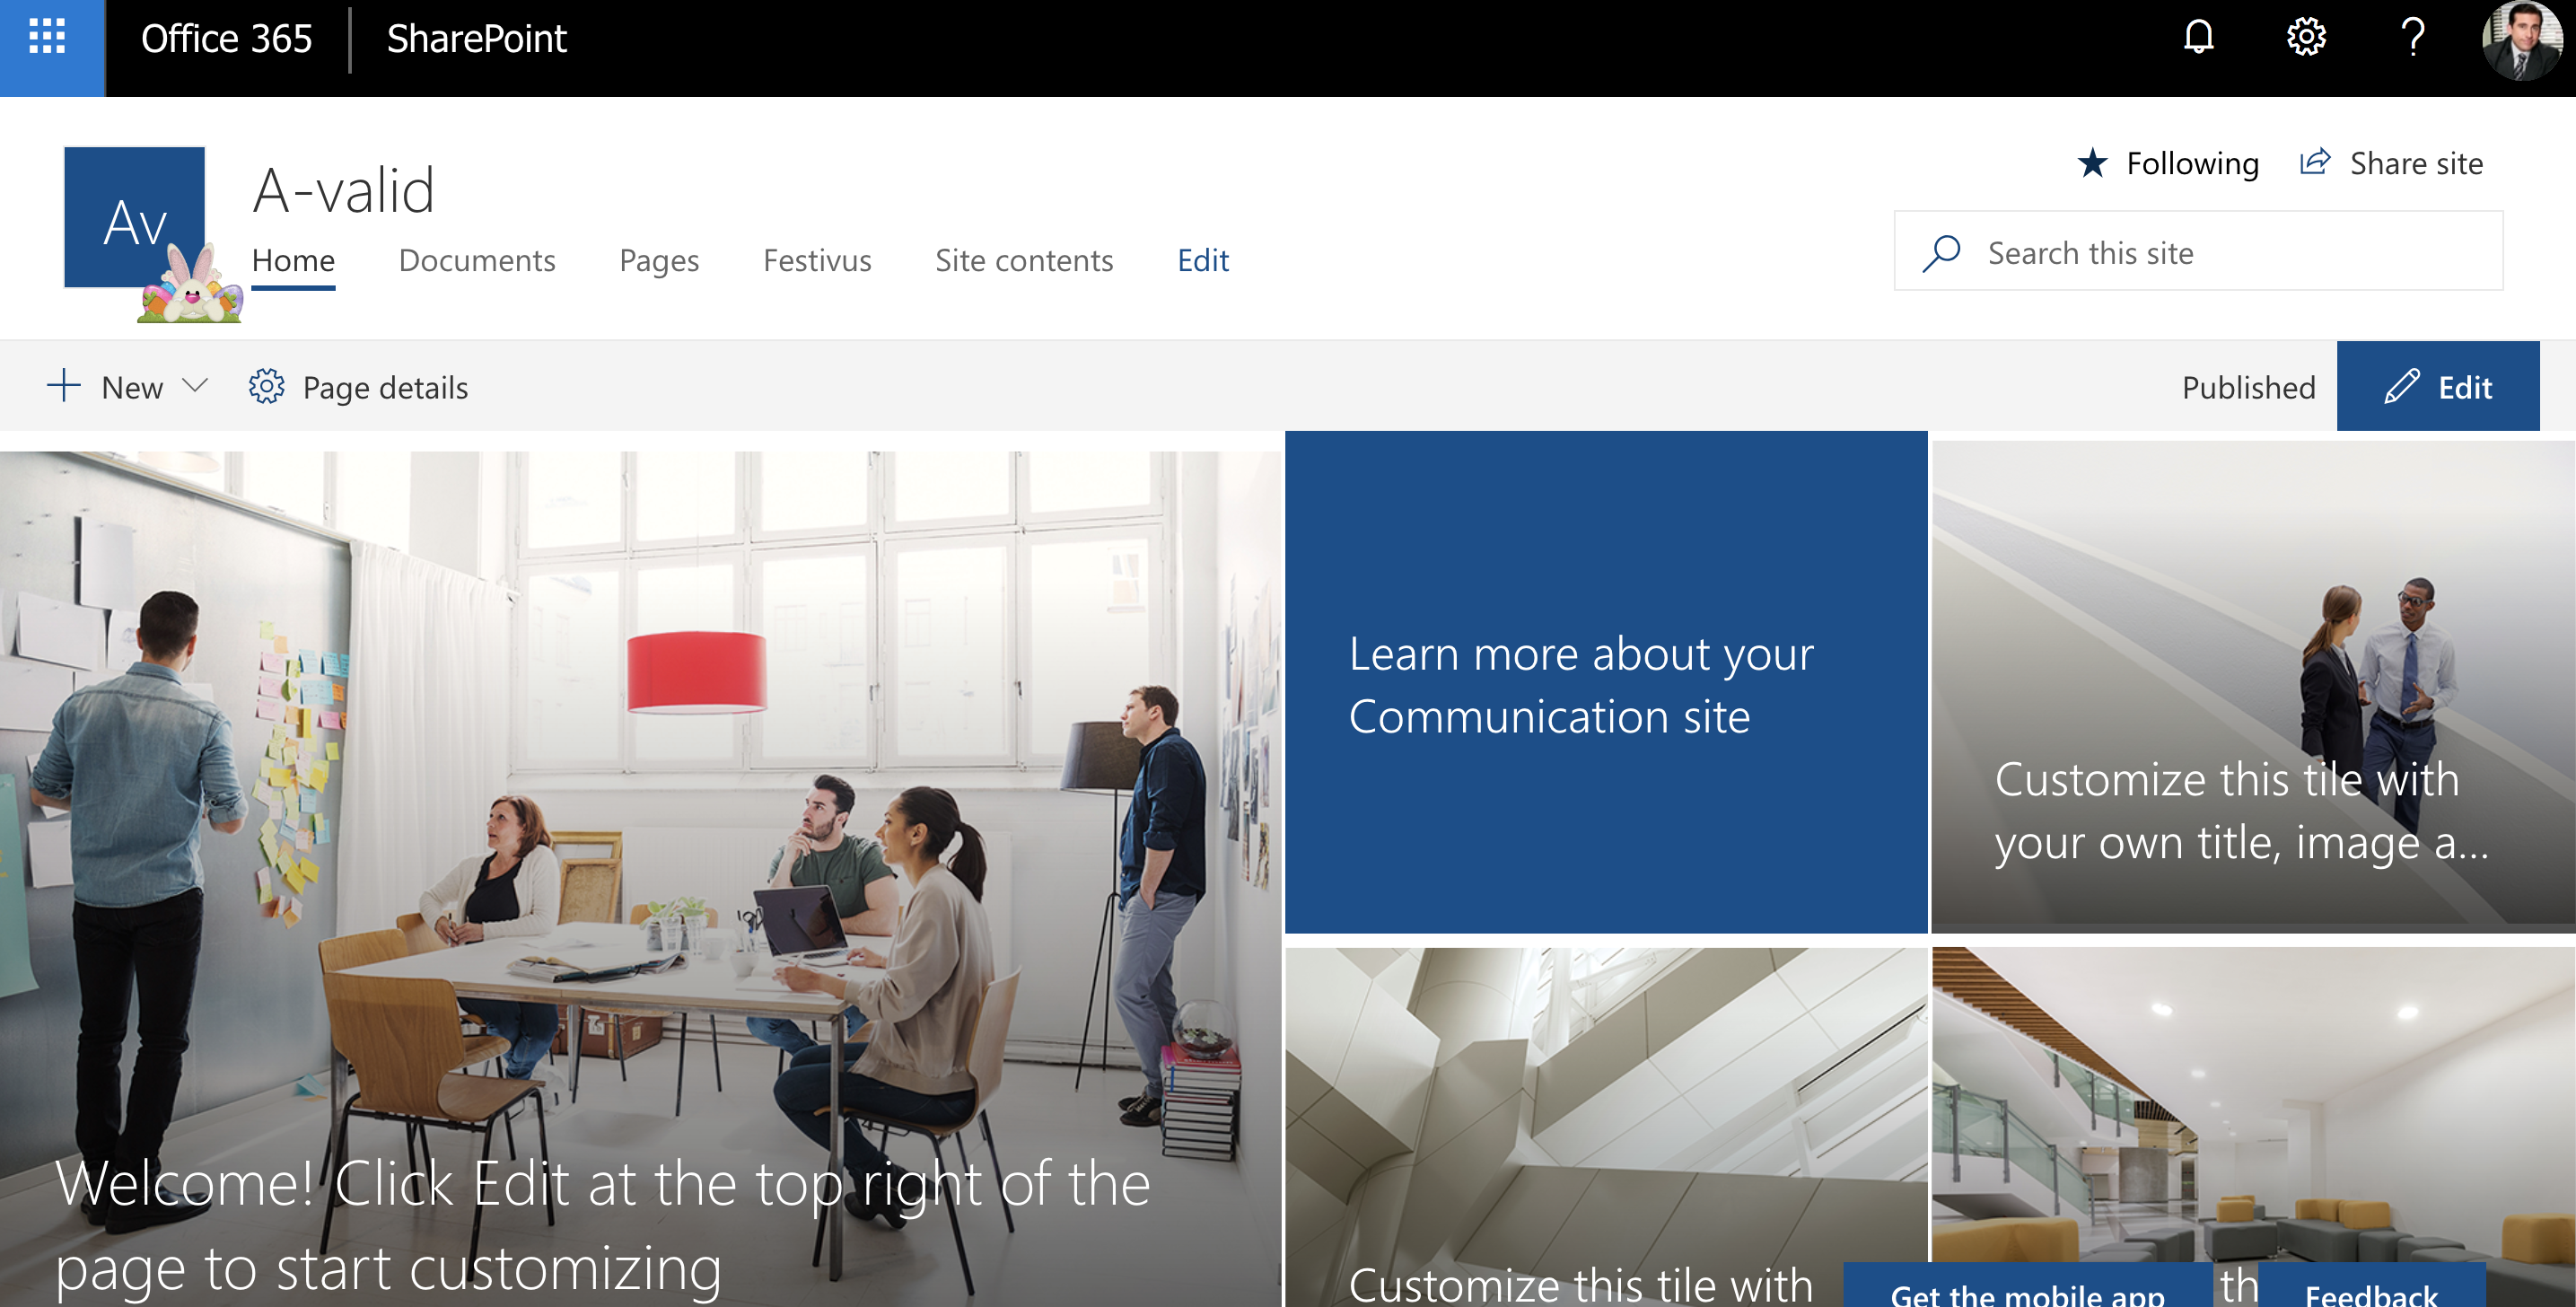 Office 365 SharePoint
Following Share site
Av
A-valid
Home Documents Pages Festivus Site contents Edit
Search this site
New Page details Published Edit
Learn more about your
Communication site
Customize this tile with
your own title, image a...
Welcome! Click Edit at the top right of the
page to start customizing
Customize this tile with
Get the mobile app
Feedback